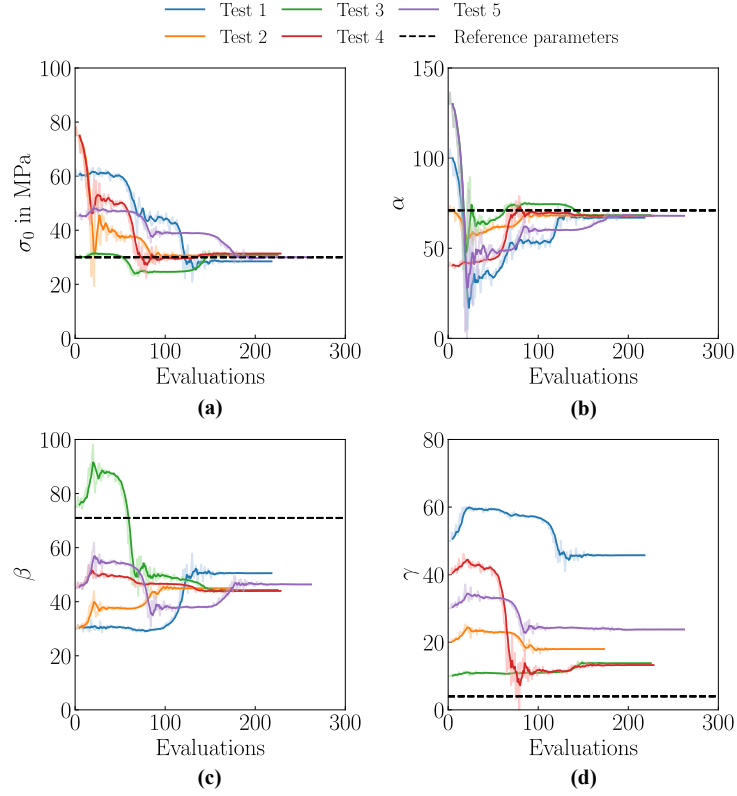 Test 1 Test 3 Test 5
Test 2 Test 4 Reference parameters
100
80
60
40
20
0
0 100 200 300
σ0 in MPa
Evaluations
(a)
150
100
50
0
0 100 200 300
α
Evaluations
(b)
100
80
60
40
20
0
0 100 200 300
β
Evaluations
(c)
80
60
40
20
0
0 100 200 300
γ
Evaluations
(d)